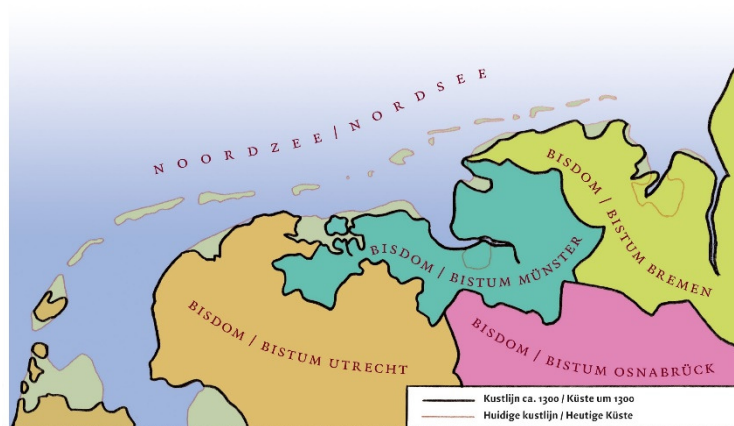 NOORDZEE / NORDSEE
BISDOM / BISTUM BREMEN
BISDOM / BISTUM MÜNSTER
BISDOM / BISTUM UTRECHT
BISDOM / BISTUM OSNABRÜCK
Kustlijn ca. 1300 / Küste um 1300
Huidige kustlijn / Heutige Küste